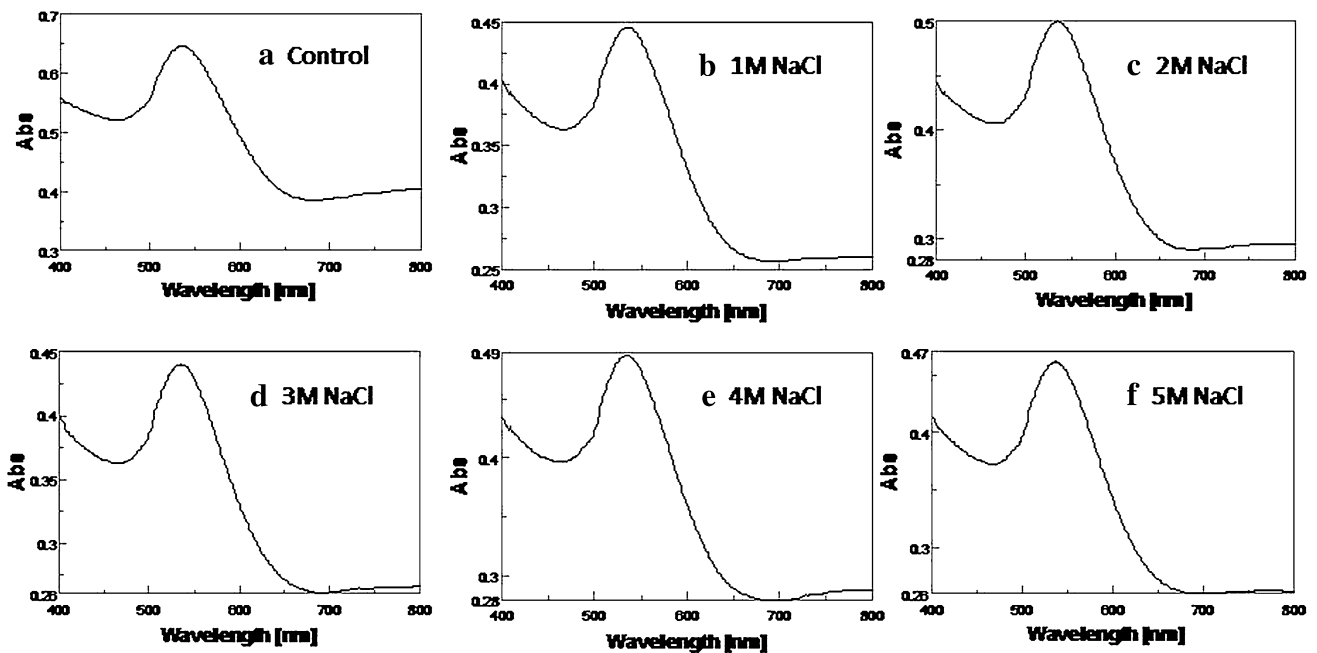 a Control
0.7
0.6
0.5
0.4
0.3
Abs
400 500 600 700 800
Wavelength [nm]
b 1M NaCl
0.45
0.4
0.35
0.3
0.25
Abs
400 500 600 700 800
Wavelength [nm]
c 2M NaCl
0.5
0.4
0.3
0.28
Abs
400 500 600 700 800
Wavelength [nm]
d 3M NaCl
0.45
0.4
0.35
0.3
0.26
Abs
400 500 600 700 800
Wavelength [nm]
e 4M NaCl
0.49
0.4
0.3
0.28
Abs
400 500 600 700 800
Wavelength [nm]
f 5M NaCl
0.47
0.4
0.3
0.26
Abs
400 500 600 700 800
Wavelength [nm]